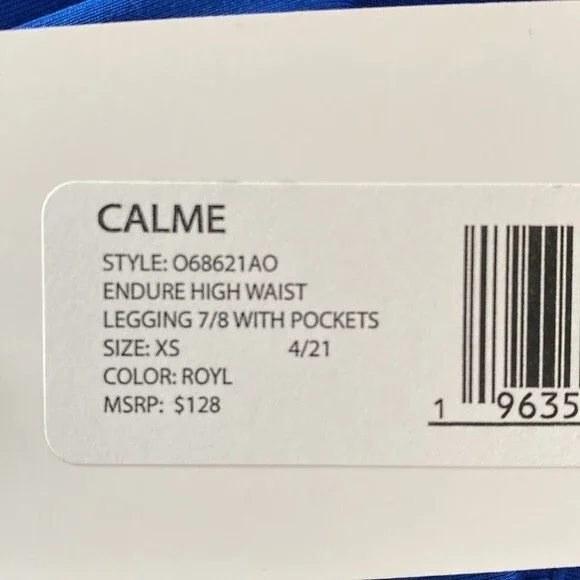 CALME
STYLE: O68621AO
ENDURE HIGH WAIST
LEGGING 7/8 WITH POCKETS
SIZE: XS 4/21
COLOR: ROYL
MSRP: $128
1 9635